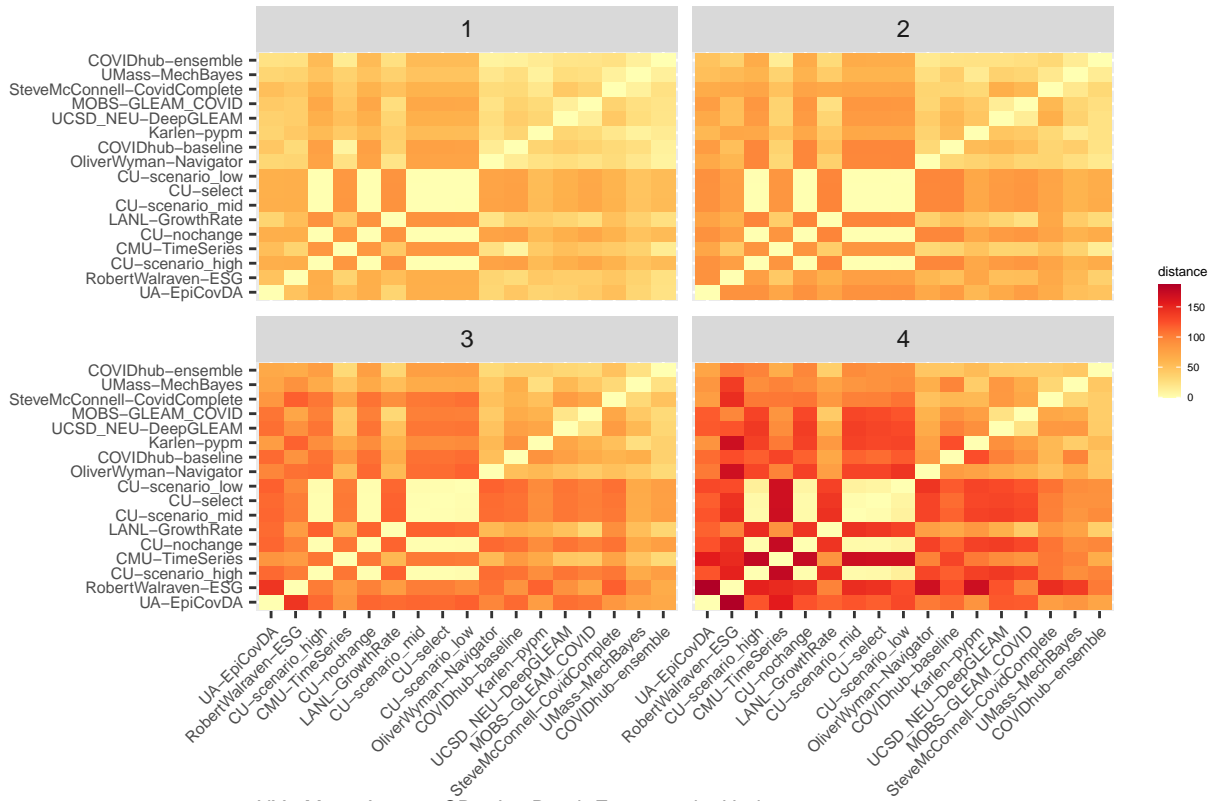 1
2
COVIDhub−ensemble
UMass−MechBayes
SteveMcConnell−CovidComplete
MOBS−GLEAM_COVID
UCSD_NEU−DeepGLEAM
Karlen−pypm
COVIDhub−baseline
OliverWyman−Navigator
CU−scenario_low
CU−select
CU−scenario_mid
LANL−GrowthRate
CU−nochange
CMU−TimeSeries
CU−scenario_high
RobertWalraven−ESG
UA−EpiCovDA
distance
150
100
50
0
3
4
COVIDhub−ensemble
UMass−MechBayes
SteveMcConnell−CovidComplete
MOBS−GLEAM_COVID
UCSD_NEU−DeepGLEAM
Karlen−pypm
COVIDhub−baseline
OliverWyman−Navigator
CU−scenario_low
CU−select
CU−scenario_mid
LANL−GrowthRate
CU−nochange
CMU−TimeSeries
CU−scenario_high
RobertWalraven−ESG
UA−EpiCovDA
UA−EpiCovDA
RobertWalraven−ESG
CU−scenario_high
CMU−TimeSeries
CU−nochange
LANL−GrowthRate
CU−scenario_mid
CU−select
CU−scenario_low
OliverWyman−Navigator
COVIDhub−baseline
Karlen−pypm
UCSD_NEU−DeepGLEAM
MOBS−GLEAM_COVID
SteveMcConnell−CovidComplete
UMass−MechBayes
COVIDhub−ensemble
UA−EpiCovDA
RobertWalraven−ESG
CU−scenario_high
CMU−TimeSeries
CU−nochange
LANL−GrowthRate
CU−scenario_mid
CU−select
CU−scenario_low
OliverWyman−Navigator
COVIDhub−baseline
Karlen−pypm
UCSD_NEU−DeepGLEAM
MOBS−GLEAM_COVID
SteveMcConnell−CovidComplete
UMass−MechBayes
COVIDhub−ensemble